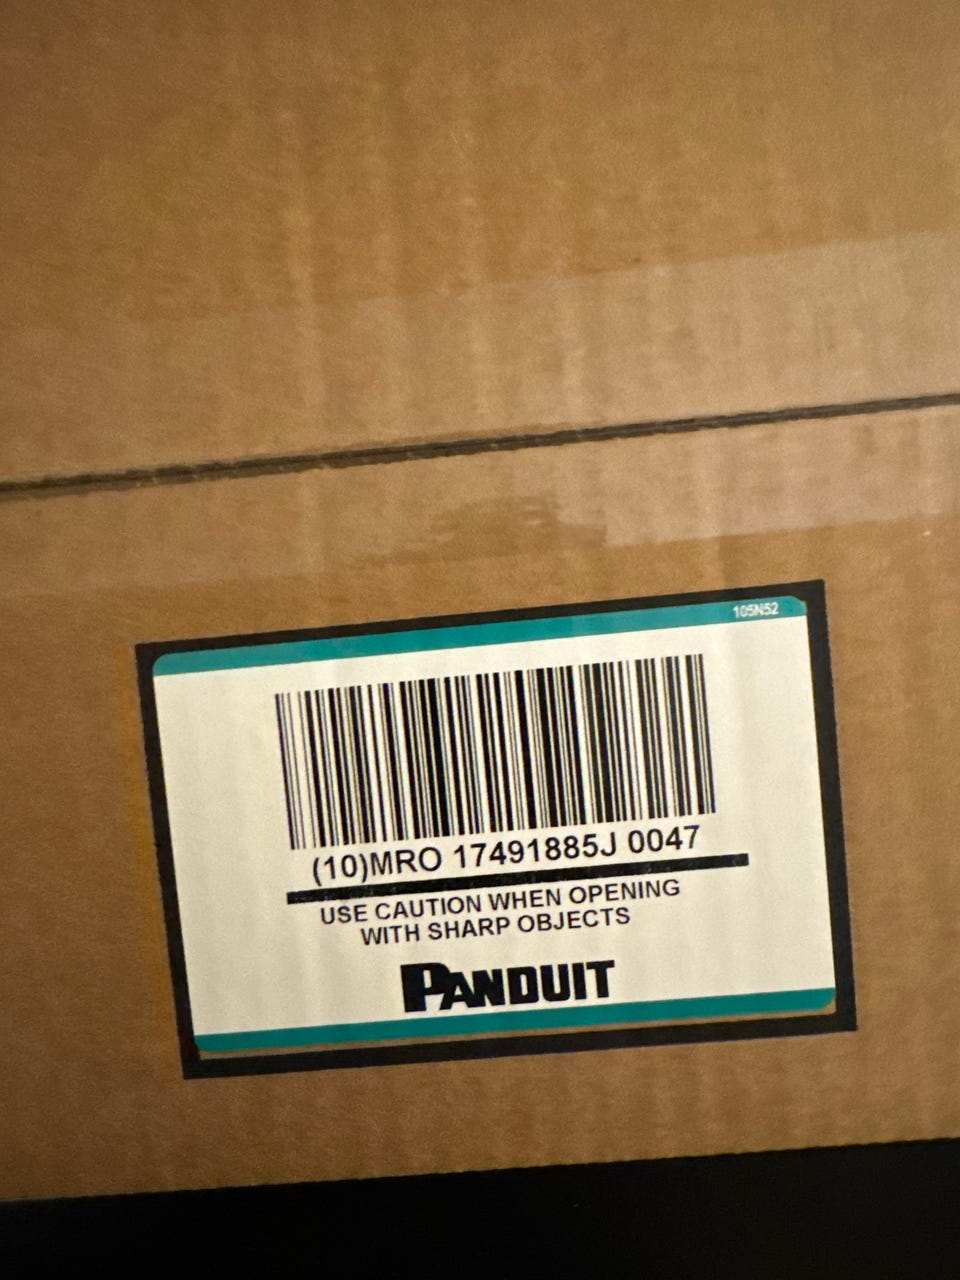 105N52
(10)MRO 17491885J 0047
USE CAUTION WHEN OPENING
WITH SHARP OBJECTS
PANDUIT